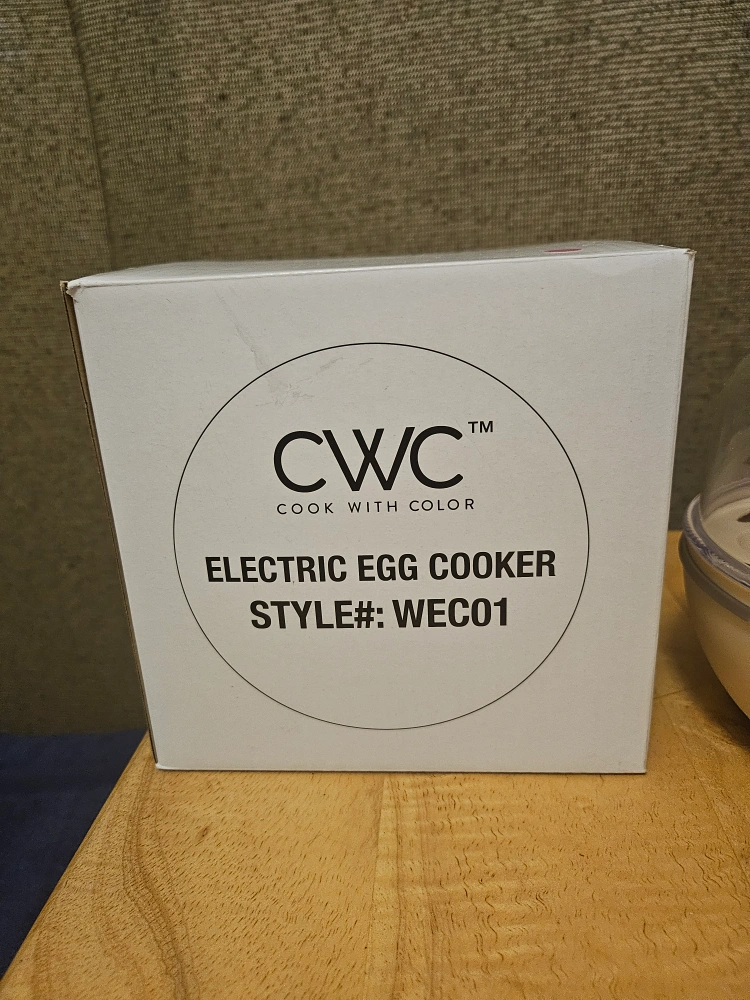 CWC™
COOK WITH COLOR
ELECTRIC EGG COOKER
STYLE#: WEC01